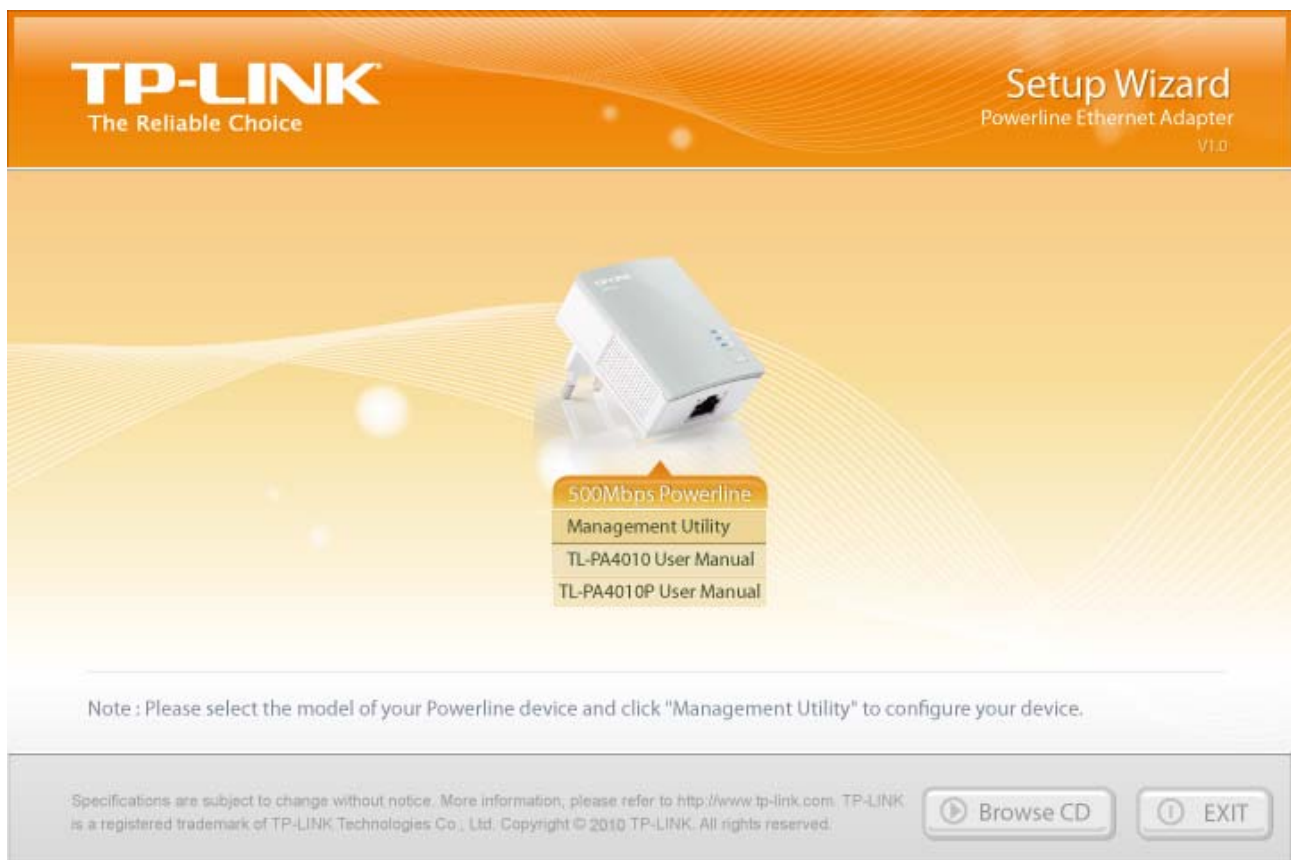 TP-LINK
The Reliable Choice
Setup Wizard
Powerline Ethernet Adapter
V1.0
500Mbps Powerline
Management Utility
TL-PA4010 User Manual
TL-PA4010P User Manual
Note : Please select the model of your Powerline device and click "Management Utility" to configure your device.
Specifications are subject to change without notice. More information, please refer to http://www.tp-link.com. TP-LINK
is a registered trademark of TP-LINK Technologies Co., Ltd. Copyright © 2010 TP-LINK. All rights reserved.
Browse CD
EXIT